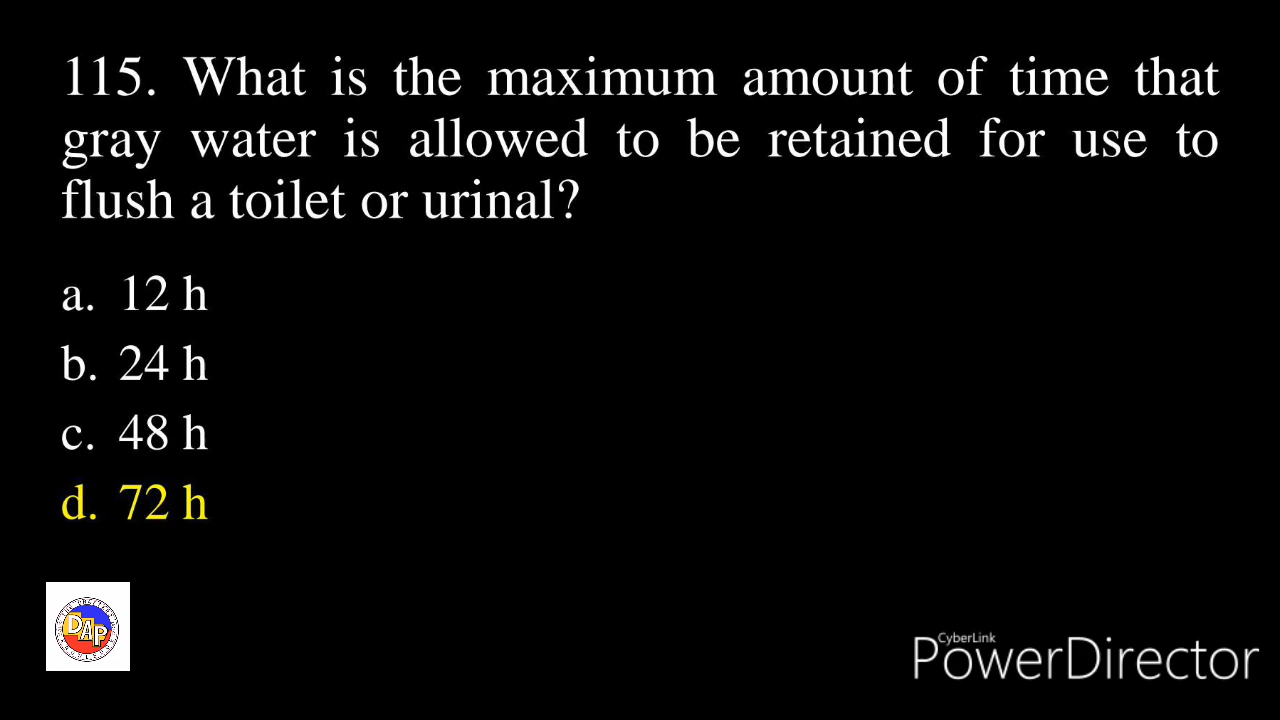 115. What is the maximum amount of time that
gray water is allowed to be retained for use to
flush a toilet or urinal?
a. 12 h
b. 24 h
c. 48 h
d. 72 h
DAP
CyberLink
PowerDirector